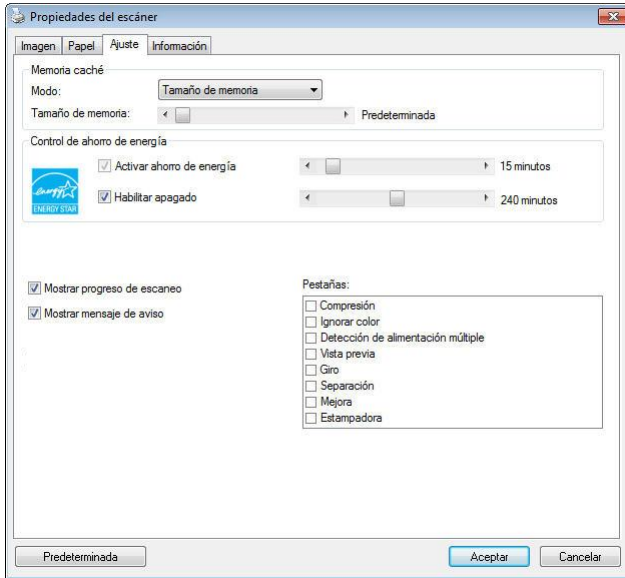 Propiedades del escáner
Imagen Papel Ajuste Información
Memoria caché
Modo: Tamaño de memoria
Tamaño de memoria: Predeterminada
Control de ahorro de energía
Activar ahorro de energía 15 minutos
Habilitar apagado 240 minutos
energy
ENERGY STAR
Mostrar progreso de escaneo
Mostrar mensaje de aviso
Pestañas:
Compresión
Ignorar color
Detección de alimentación múltiple
Vista previa
Giro
Separación
Mejora
Estampadora
Predeterminada Aceptar Cancelar